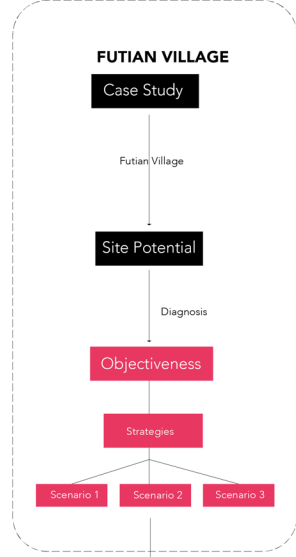 FUTIAN VILLAGE
Case Study
Futian Village
Site Potential
Diagnosis
Objectiveness
Strategies
Scenario 1
Scenario 2
Scenario 3